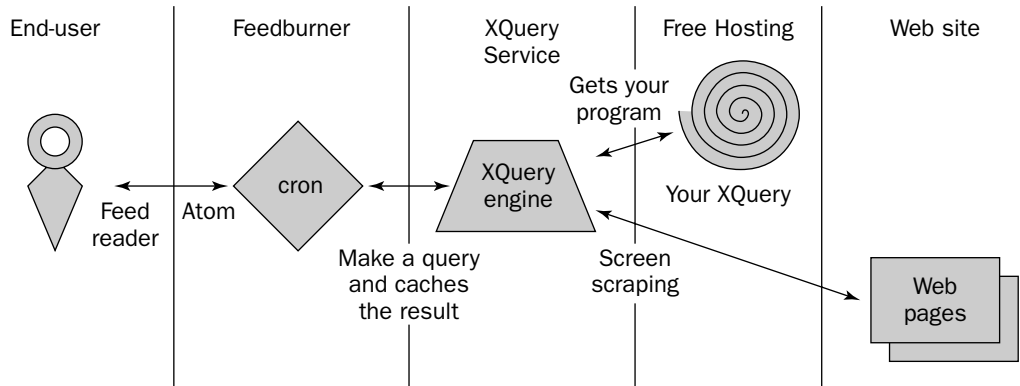 End-user
Feedburner
XQuery
Service
Free Hosting
Web site
Gets your
program
cron
XQuery
engine
Your XQuery
Feed
reader
Atom
Make a query
and caches
the result
Screen
scraping
Web
pages